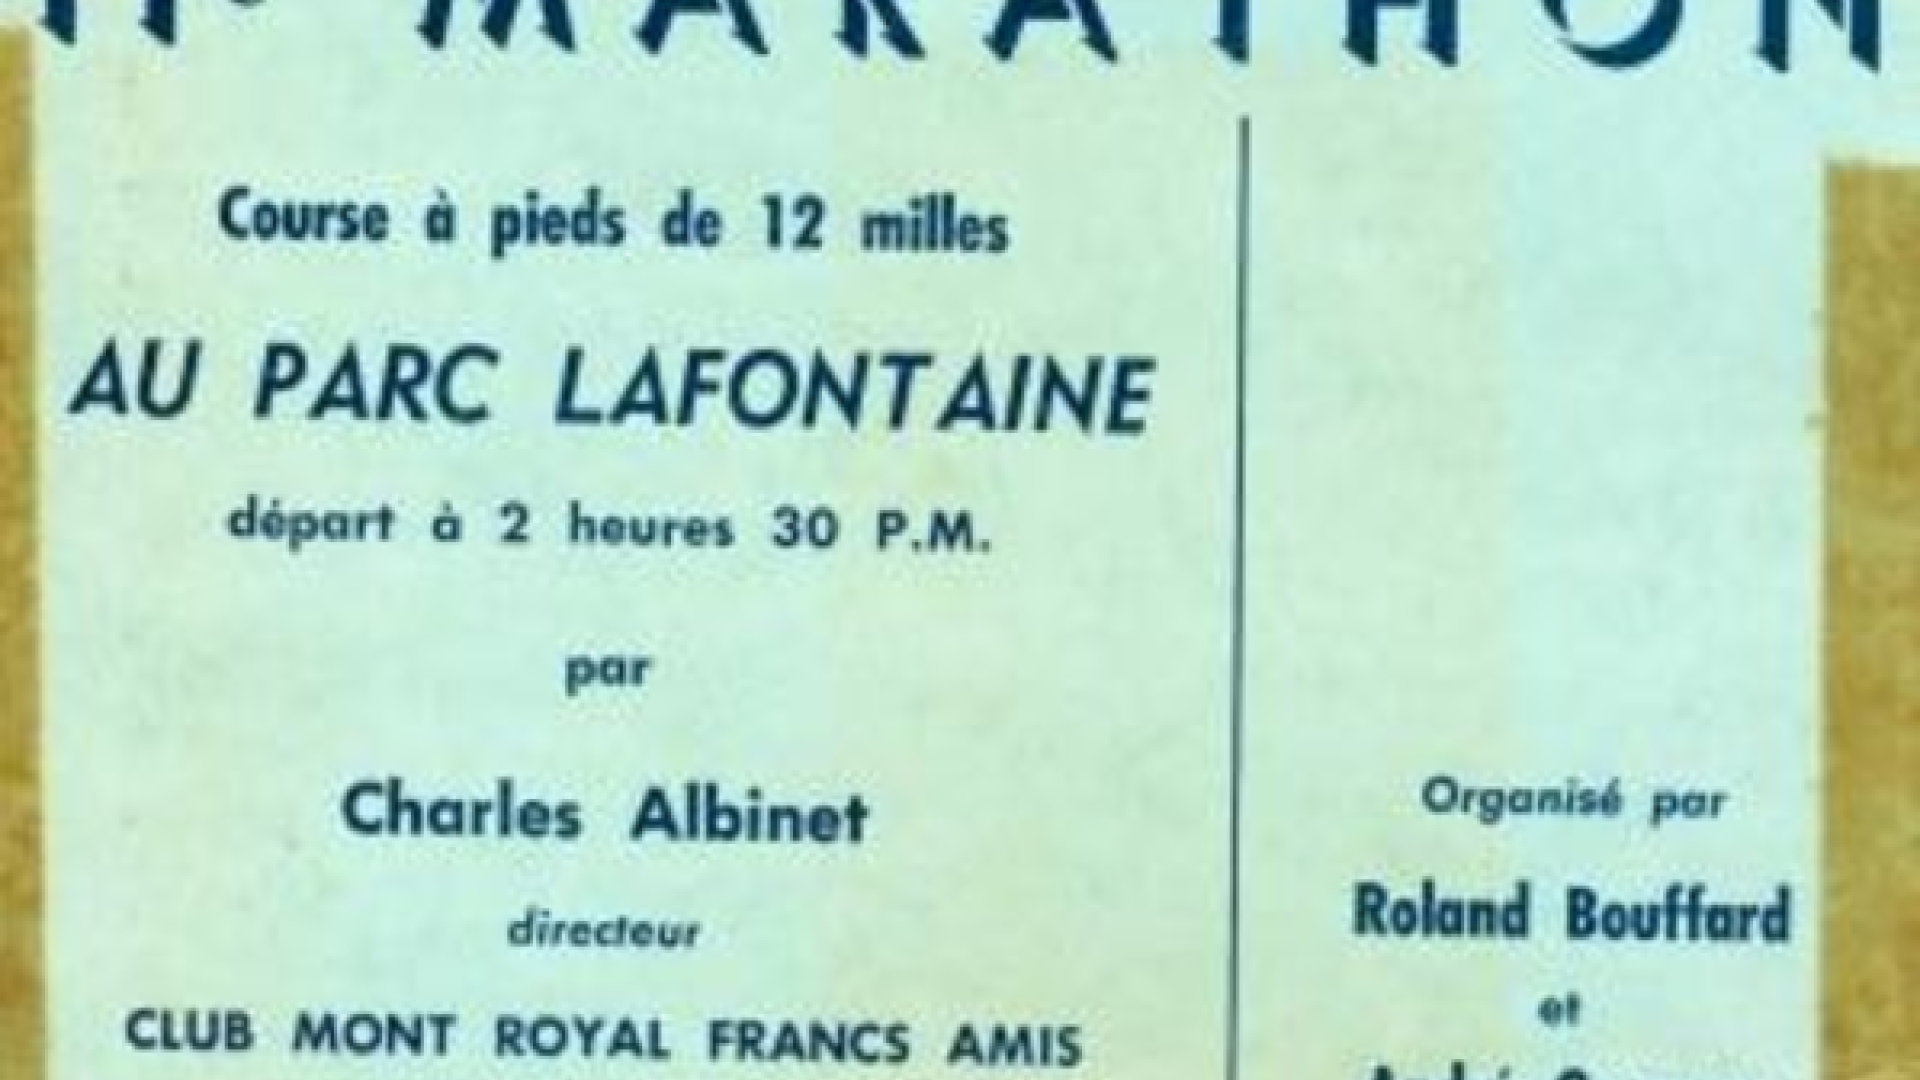 MARATHON
Course à pieds de 12 milles
AU PARC LAFONTAINE
départ à 2 heures 30 P.M.
par
Charles Albinet
directeur
CLUB MONT ROYAL FRANCS AMIS
Organisé par
Roland Bouffard
et